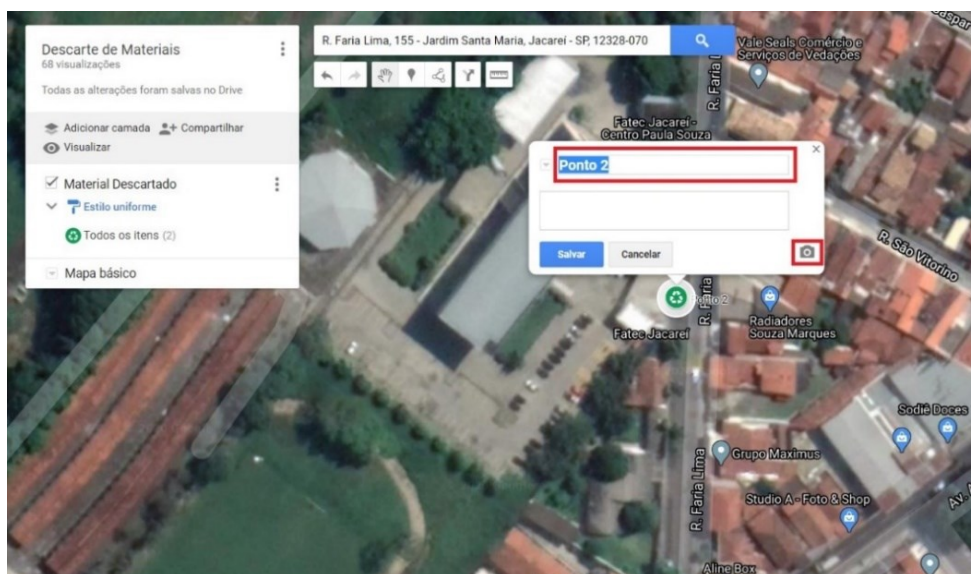 Descarte de Materiais
68 visualizações
Todas as alterações foram salvas no Drive
Adicionar camada
Compartilhar
Visualizar
Material Descartado
Estilo uniforme
Todos os itens (2)
Mapa básico
R. Faria Lima, 155 - Jardim Santa Maria, Jacareí - SP, 12328-070
Vale Seals Comércio e
Serviços de Vedações
Fatec Jacareí -
Centro Paula Souza
Ponto 2
Salvar
Cancelar
R. São Vitorino
Ponto 2
R. Faria
Fatec Jacareí
Radiadores
Souza Marques
Sodiê Doces
Grupo Maximus
R. Faria Lima
Studio A - Foto & Shop
Av.
Aline Box